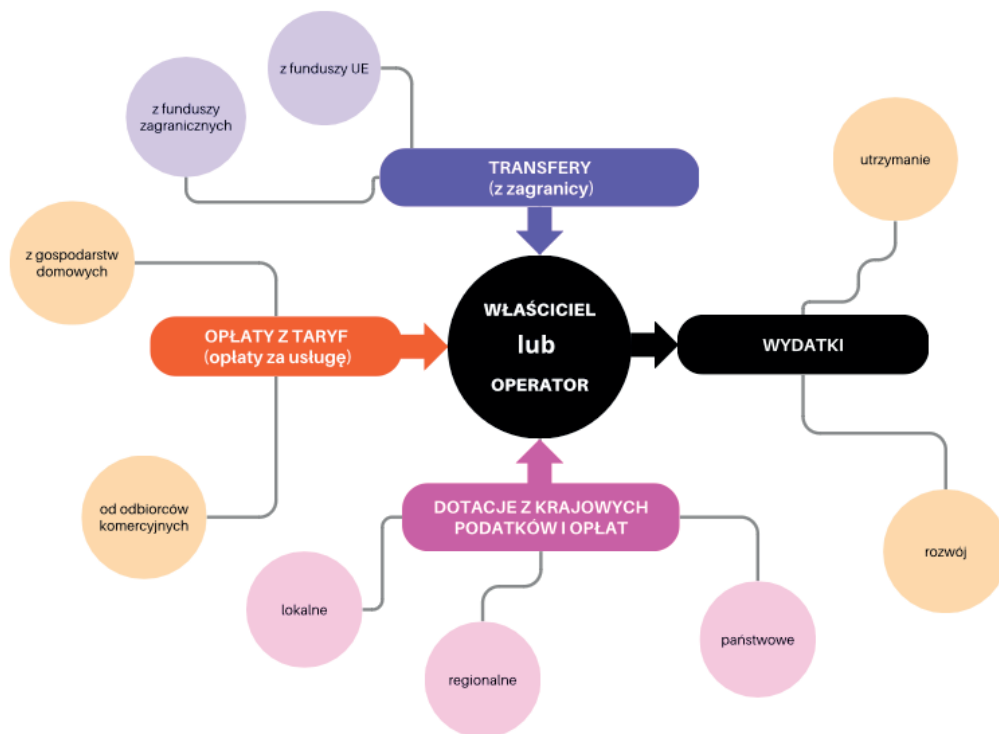 z funduszy UE
z funduszy
zagranicznych
TRANSFERY
(z zagranicy)
utrzymanie
z gospodarstw
domowych
OPŁATY Z TARYF
(opłaty za usługę)
WŁAŚCICIEL
lub
OPERATOR
WYDATKI
od odbiorców
komercyjnych
DOTACJE Z KRAJOWYCH
PODATKÓW I OPŁAT
rozwój
lokalne
regionalne
państwowe